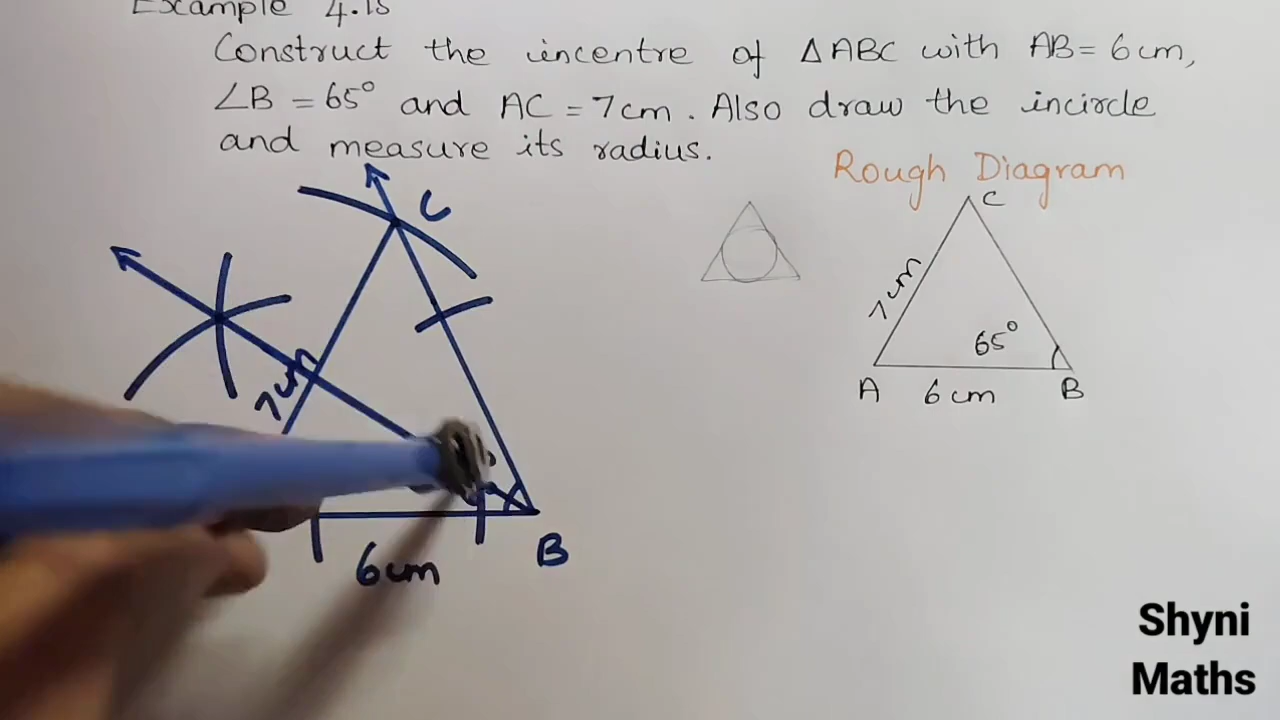 Example 4.15
Construct the incentre of ΔABC with AB = 6cm,
∠B = 65° and AC = 7cm. Also draw the incircle
and measure its radius.
Rough Diagram
C
7cm
65°
A 6cm B
C
7cm
B
6cm
Shyni
Maths